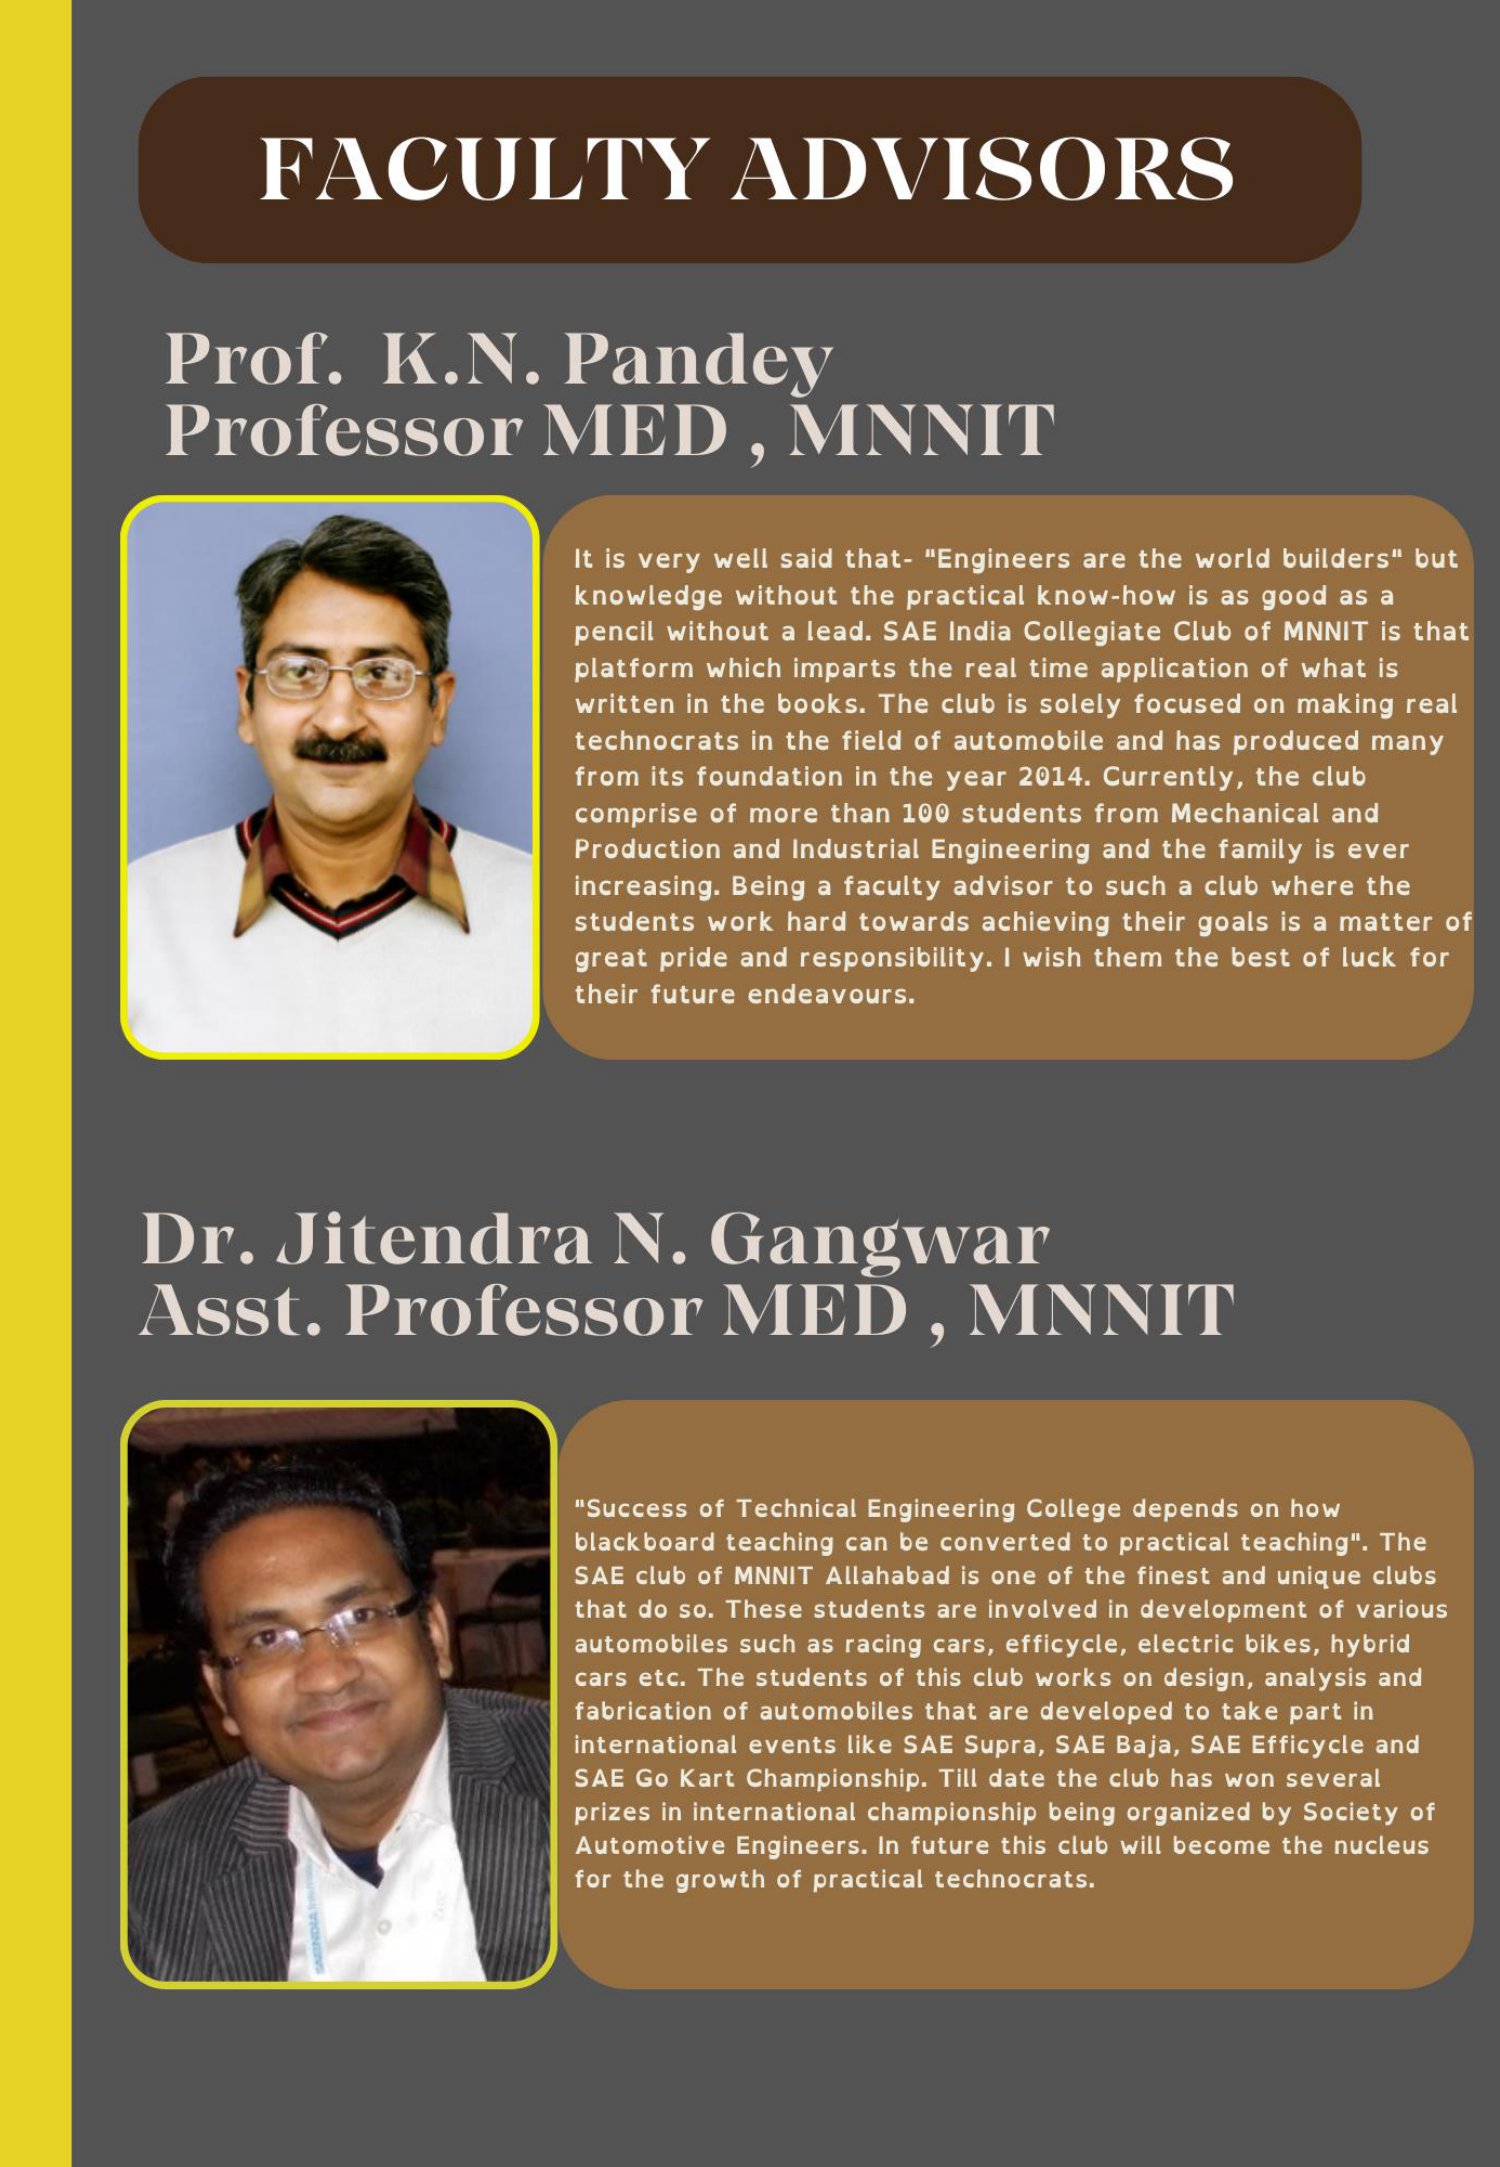 FACULTY ADVISORS
Prof. K.N. Pandey
Professor MED , MNNIT
It is very well said that- "Engineers are the world builders" but
knowledge without the practical know-how is as good as a
pencil without a lead. SAE India Collegiate Club of MNNIT is that
platform which imparts the real time application of what is
written in the books. The club is solely focused on making real
technocrats in the field of automobile and has produced many
from its foundation in the year 2014. Currently, the club
comprise of more than 100 students from Mechanical and
Production and Industrial Engineering and the family is ever
increasing. Being a faculty advisor to such a club where the
students work hard towards achieving their goals is a matter of
great pride and responsibility. I wish them the best of luck for
their future endeavours.
Dr. Jitendra N. Gangwar
Asst. Professor MED , MNNIT
"Success of Technical Engineering College depends on how
blackboard teaching can be converted to practical teaching". The
SAE club of MNNIT Allahabad is one of the finest and unique clubs
that do so. These students are involved in development of various
automobiles such as racing cars, efficycle, electric bikes, hybrid
cars etc. The students of this club works on design, analysis and
fabrication of automobiles that are developed to take part in
international events like SAE Supra, SAE Baja, SAE Efficycle and
SAE Go Kart Championship. Till date the club has won several
prizes in international championship being organized by Society of
Automotive Engineers. In future this club will become the nucleus
for the growth of practical technocrats.
SAEINDIA